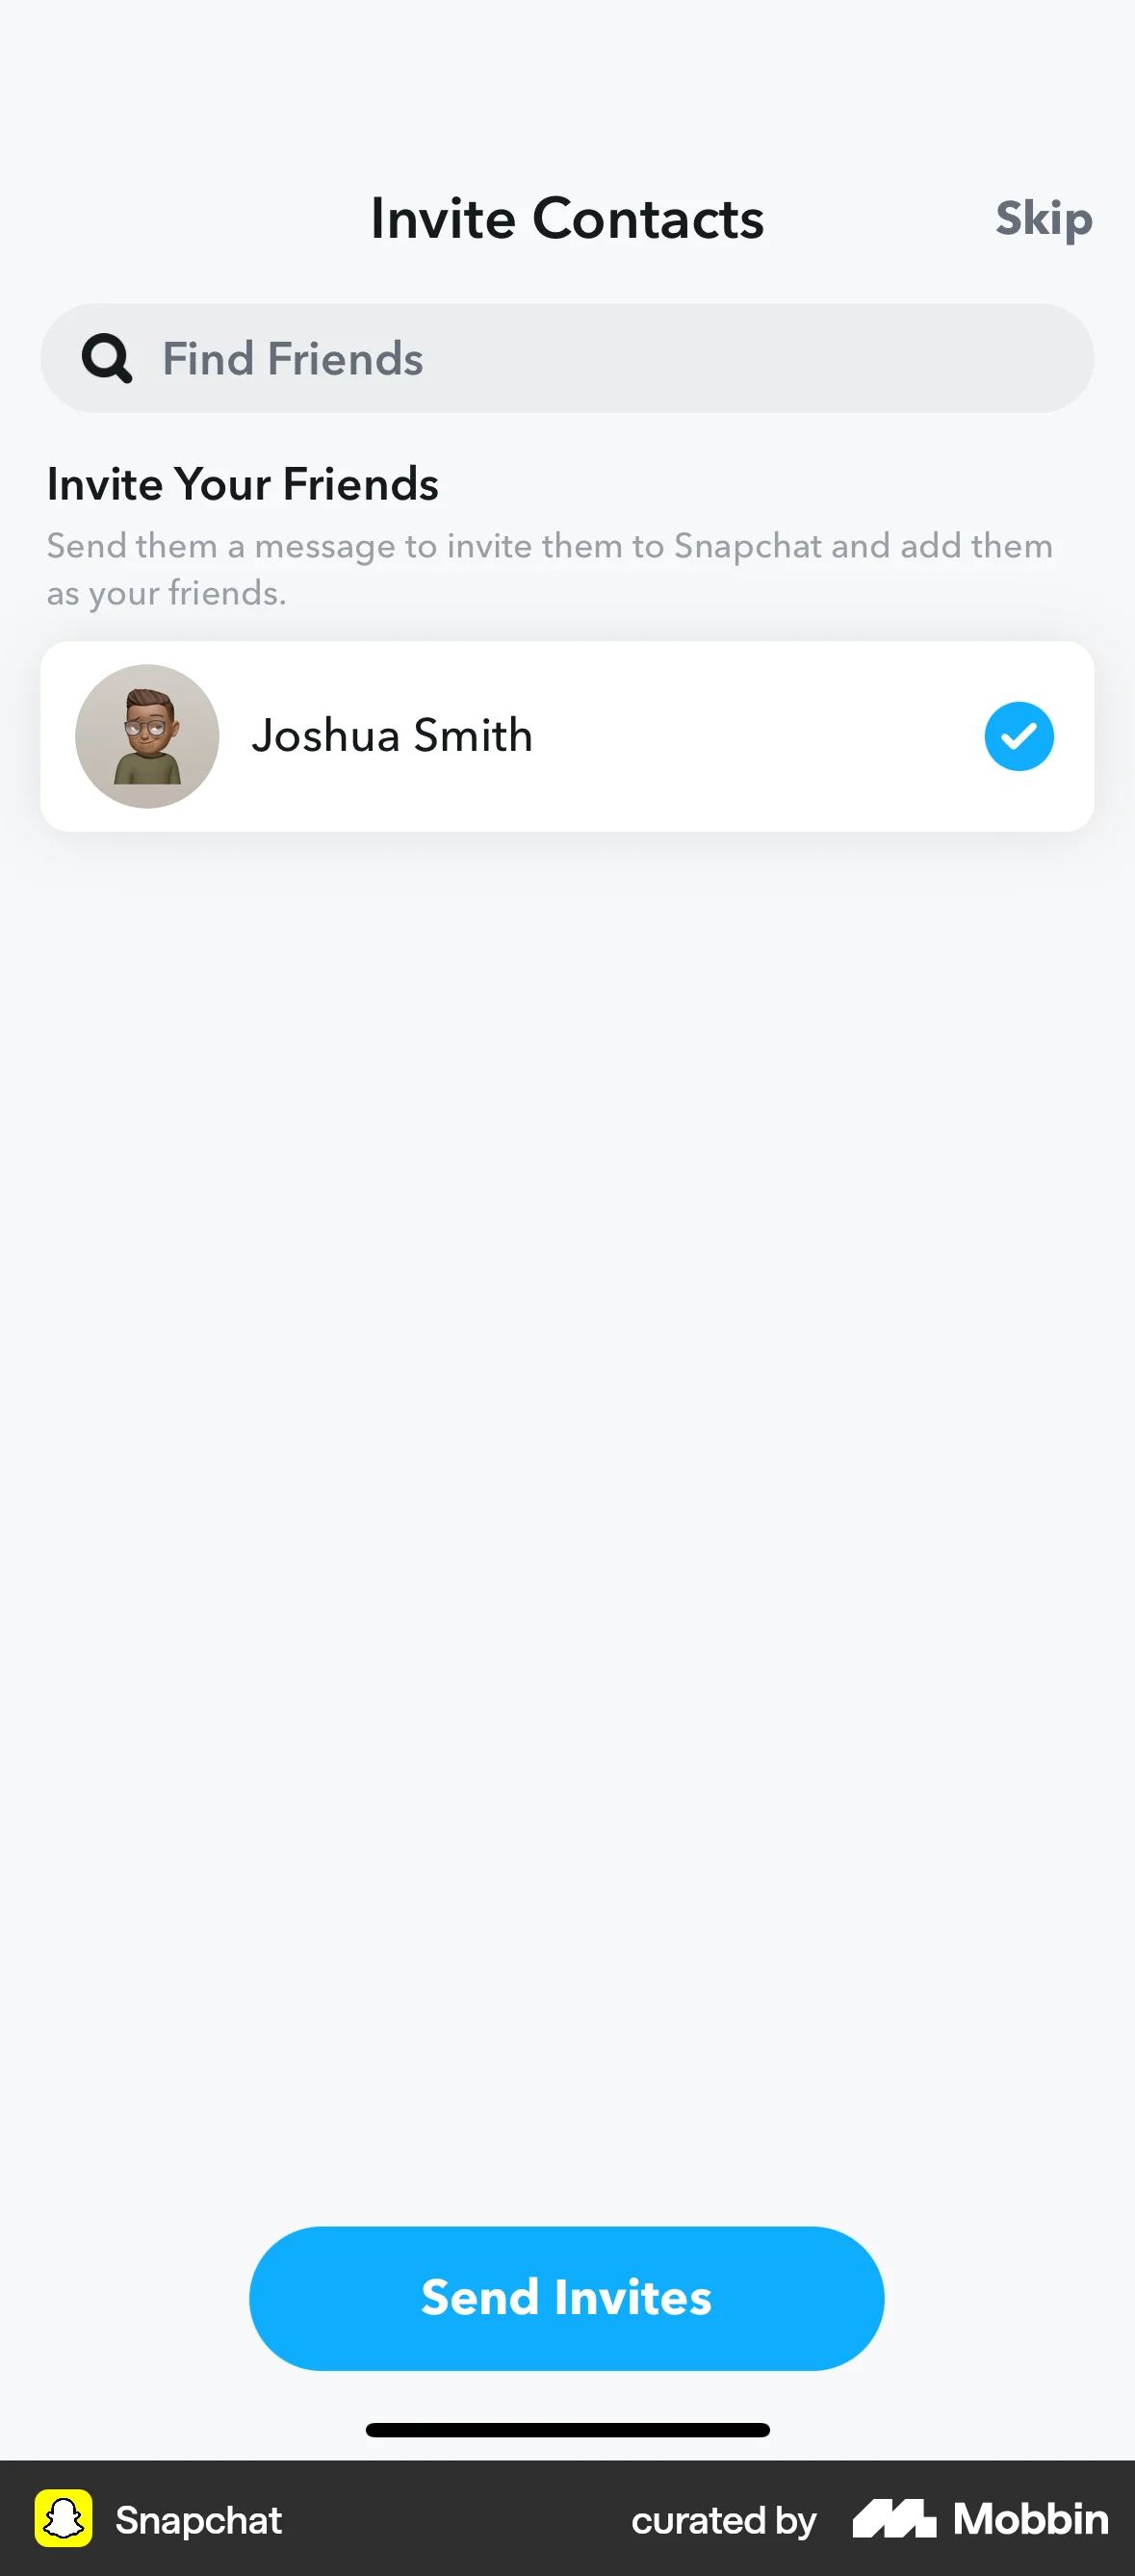 Invite Contacts
Skip
Find Friends
Invite Your Friends
Send them a message to invite them to Snapchat and add them
as your friends.
Joshua Smith
Send Invites
Snapchat
curated by
Mobbin